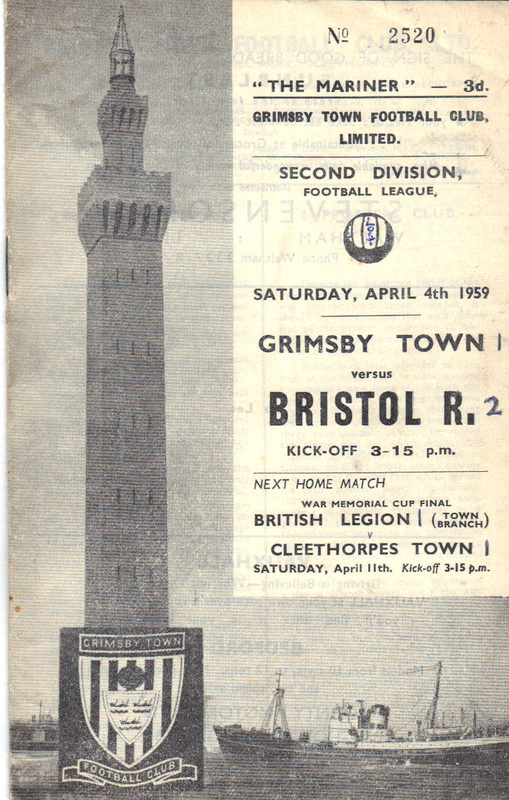 No 2520
"THE MARINER" — 3d.
GRIMSBY TOWN FOOTBALL CLUB,
LIMITED.
SECOND DIVISION,
FOOTBALL LEAGUE,
SATURDAY, APRIL 4th 1959
GRIMSBY TOWN 1
versus
BRISTOL R. 2
KICK-OFF 3-15 p.m.
NEXT HOME MATCH
WAR MEMORIAL CUP FINAL
BRITISH LEGION 1 (TOWN BRANCH)
v
CLEETHORPES TOWN 1
SATURDAY, April 11th. Kick-off 3-15 p.m.
GRIMSBY TOWN
FOOTBALL CLUB